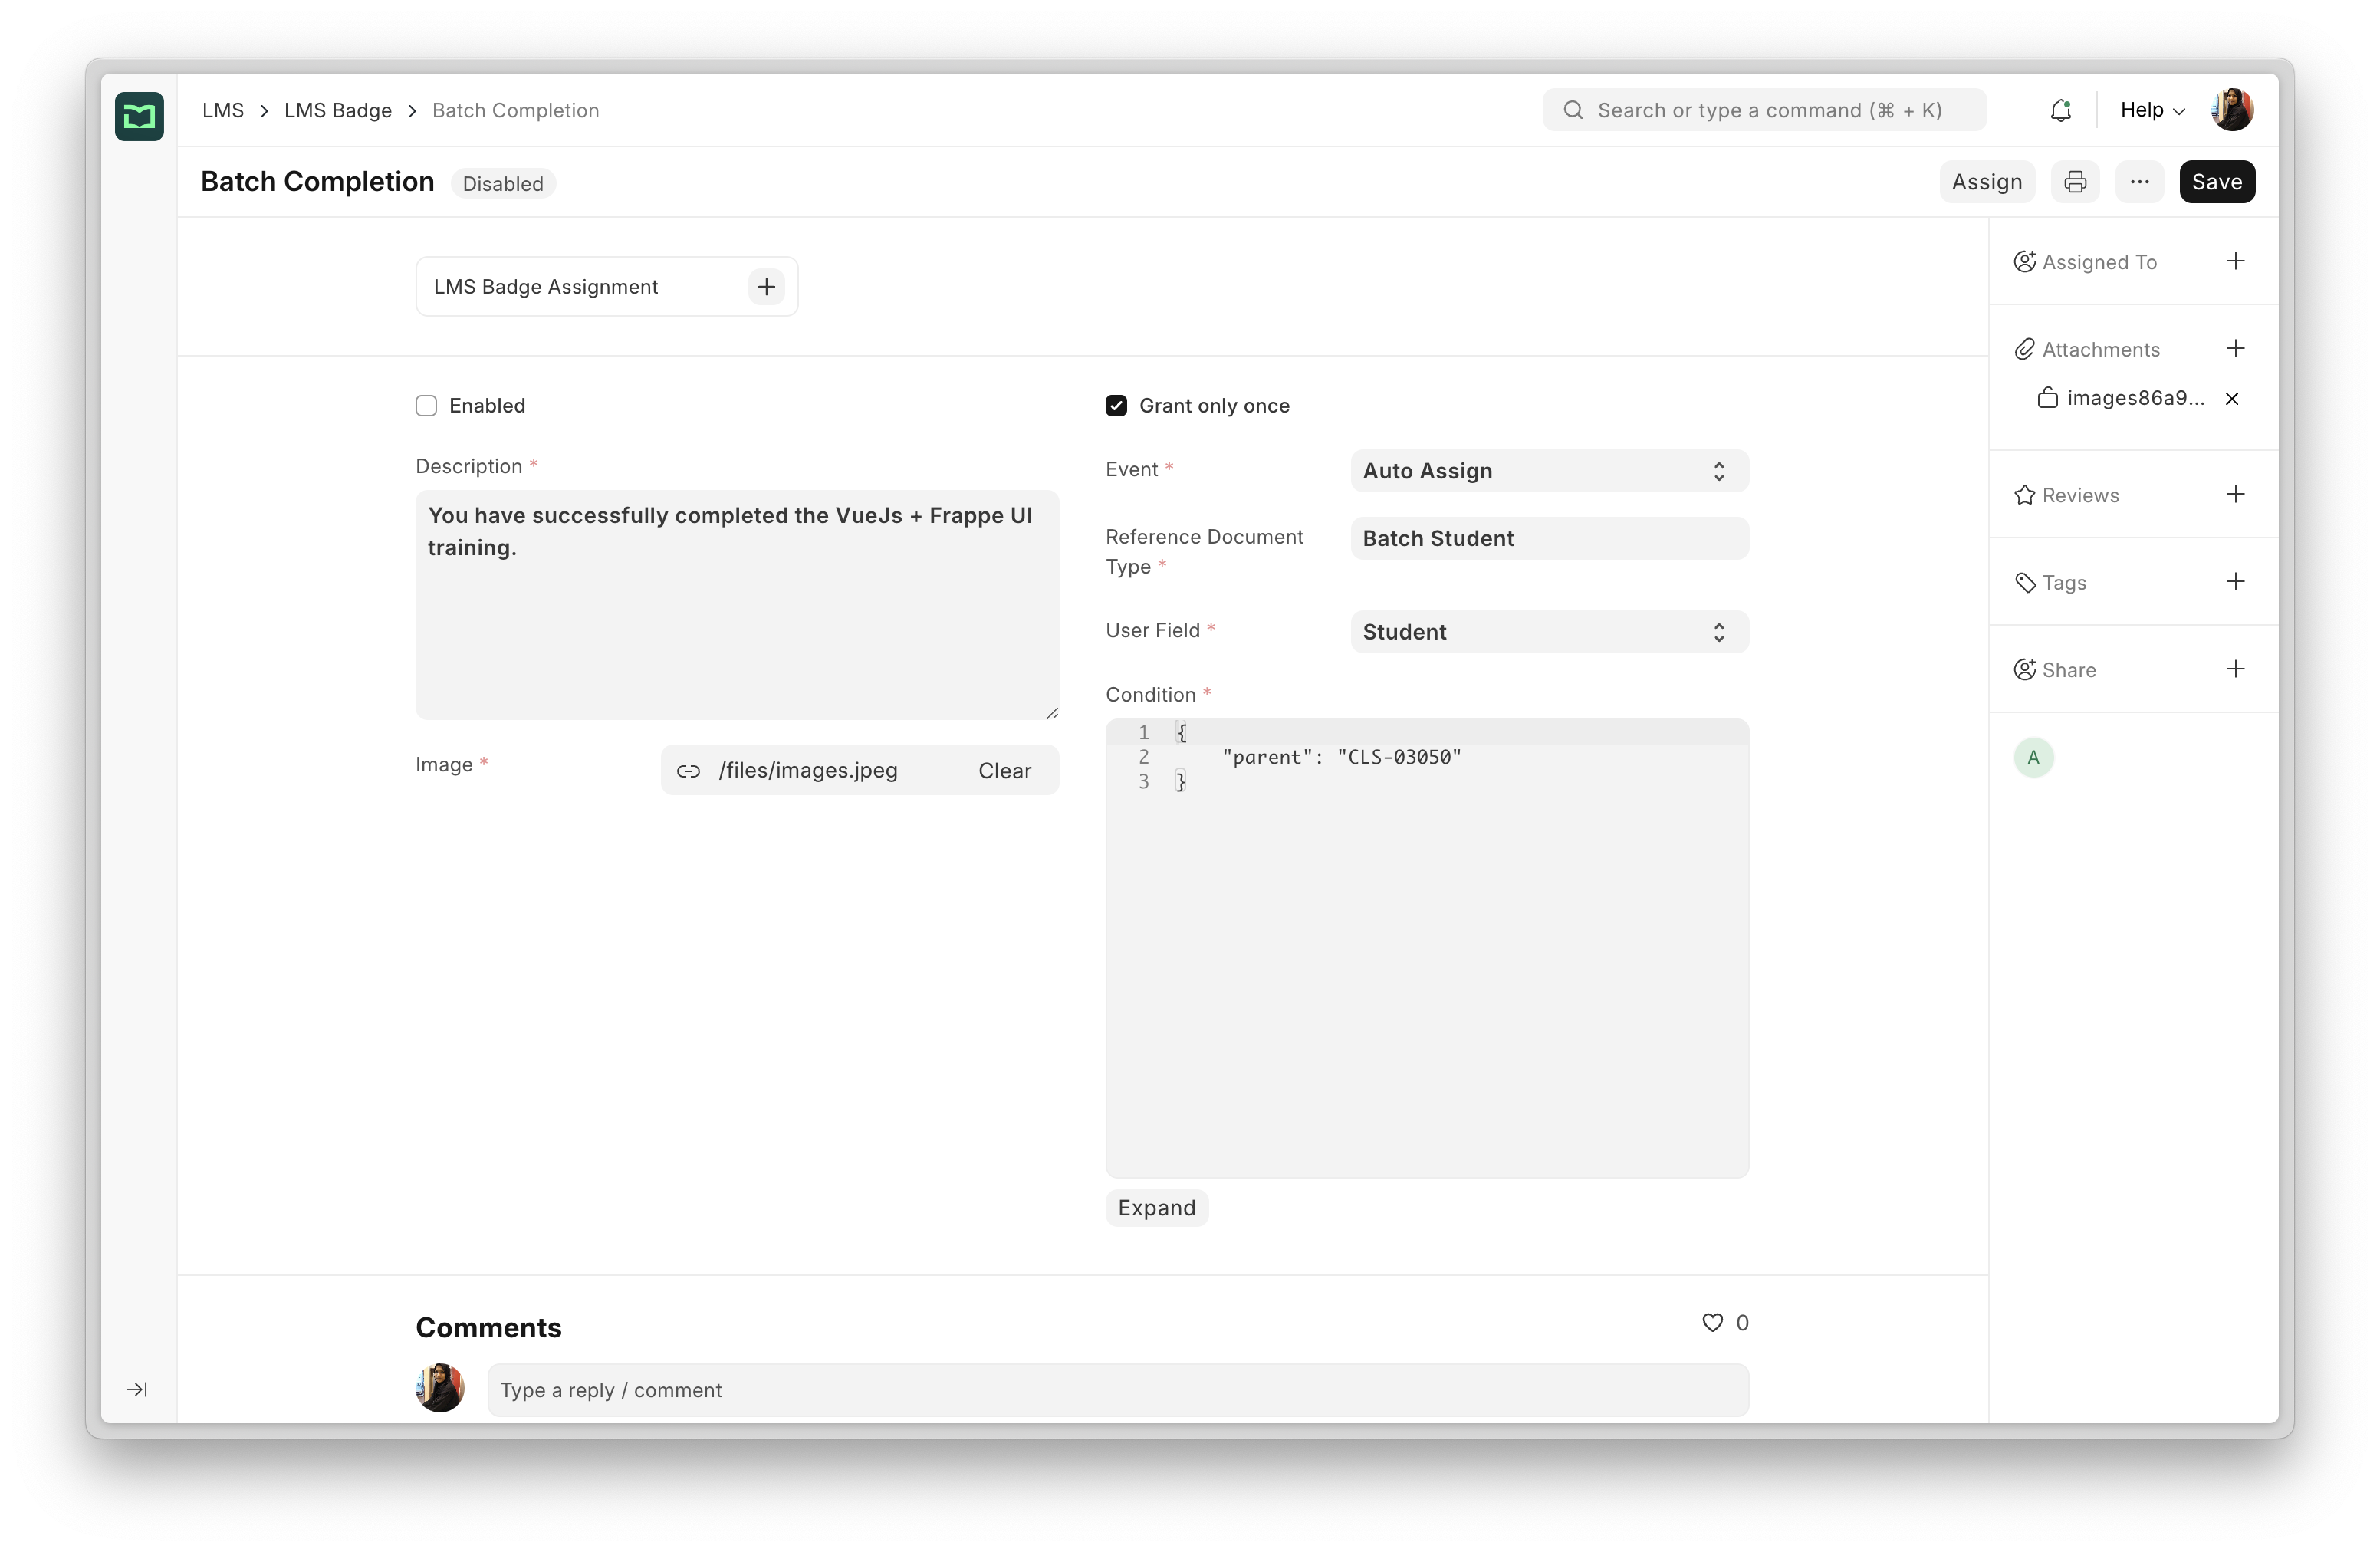 LMS > LMS Badge > Batch Completion
Search or type a command (⌘ + K)
Help
Batch Completion
Disabled
Assign
...
Save
LMS Badge Assignment
Enabled
Description *
You have successfully completed the VueJs + Frappe UI
training.
Image *
/files/images.jpeg
Clear
Grant only once
Event *
Auto Assign
Reference Document
Type *
Batch Student
User Field *
Student
Condition *
1 {
2 "parent": "CLS-03050"
3 }
Expand
Assigned To
Attachments
images86a9...
Reviews
Tags
Share
A
Comments
0
Type a reply / comment